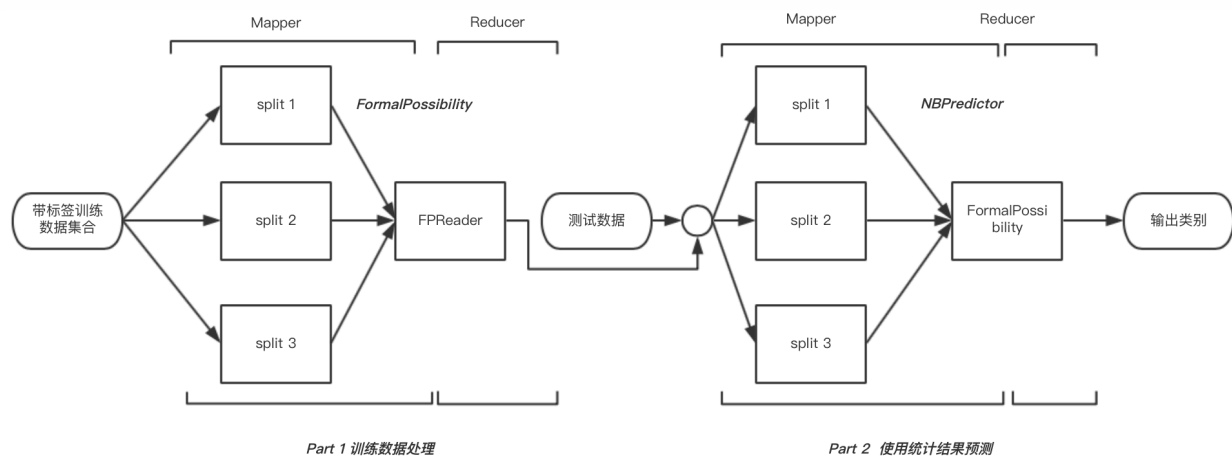 Mapper
Reducer
split 1
FormalPossibility
带标签训练
数据集合
split 2
FPReader
split 3
Part 1 训练数据处理
Mapper
Reducer
测试数据
split 1
NBPredictor
split 2
FormalPossi
bility
输出类别
split 3
Part 2 使用统计结果预测